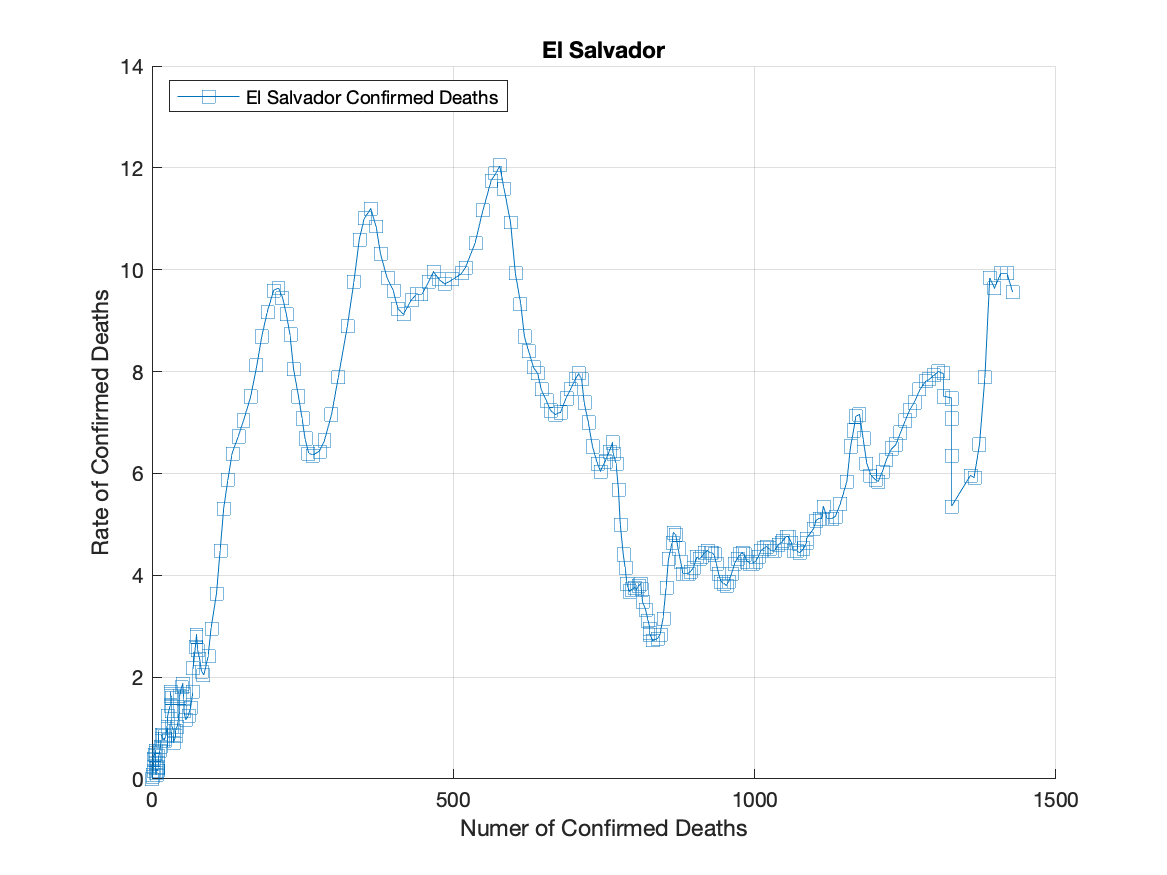 El Salvador
El Salvador Confirmed Deaths
14
12
10
8
6
4
2
0
Rate of Confirmed Deaths
0 500 1000 1500
Numer of Confirmed Deaths